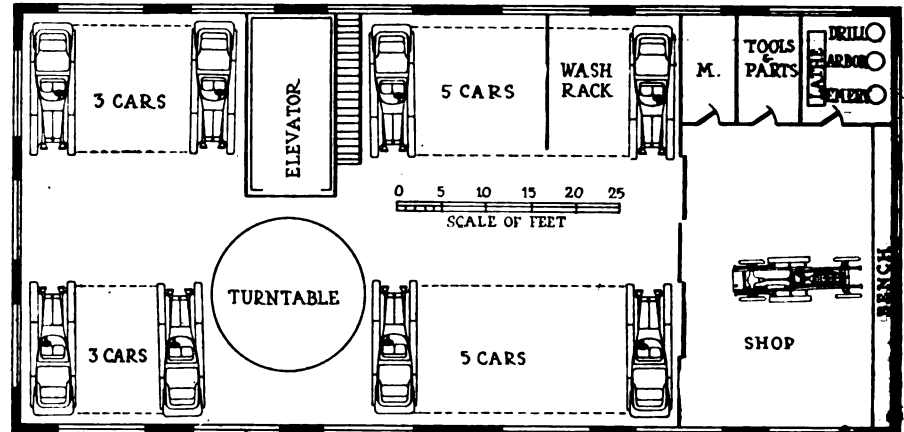 3 CARS
ELEVATOR
5 CARS
WASH
RACK
M.
TOOLS
&
PARTS
LATHE
DRILL
ARBOR
EMERY
0 5 10 15 20 25
SCALE OF FEET
TURNTABLE
3 CARS
5 CARS
SHOP
BENCH